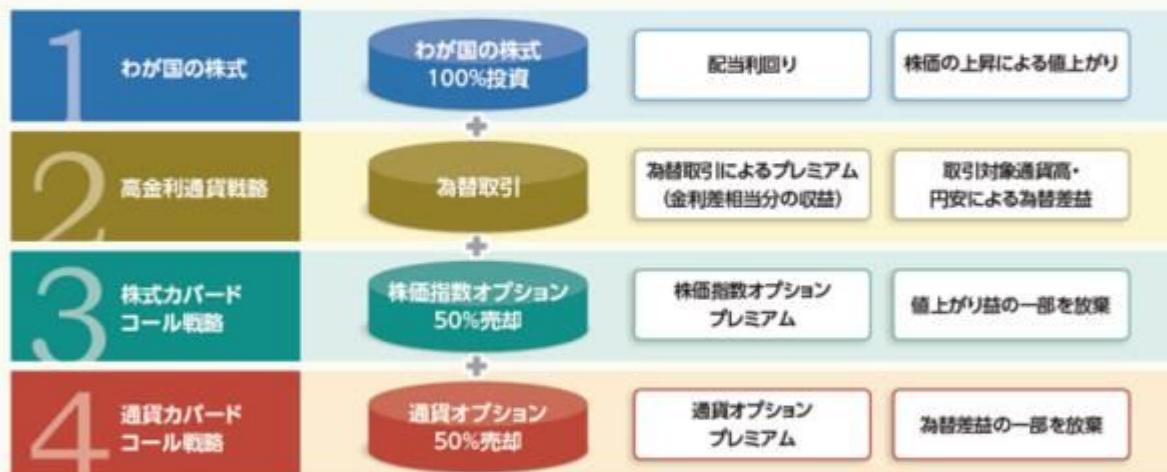 1
わが国の株式
わが国の株式
100%投資
配当利回り
株価の上昇による値上がり
+
2
高金利通貨戦略
為替取引
為替取引によるプレミアム
(金利差相当分の収益)
取引対象通貨高・
円安による為替差益
+
3
株式カバード
コール戦略
株価指数オプション
50%売却
株価指数オプション
プレミアム
値上がり益の一部を放棄
+
4
通貨カバード
コール戦略
通貨オプション
50%売却
通貨オプション
プレミアム
為替差益の一部を放棄